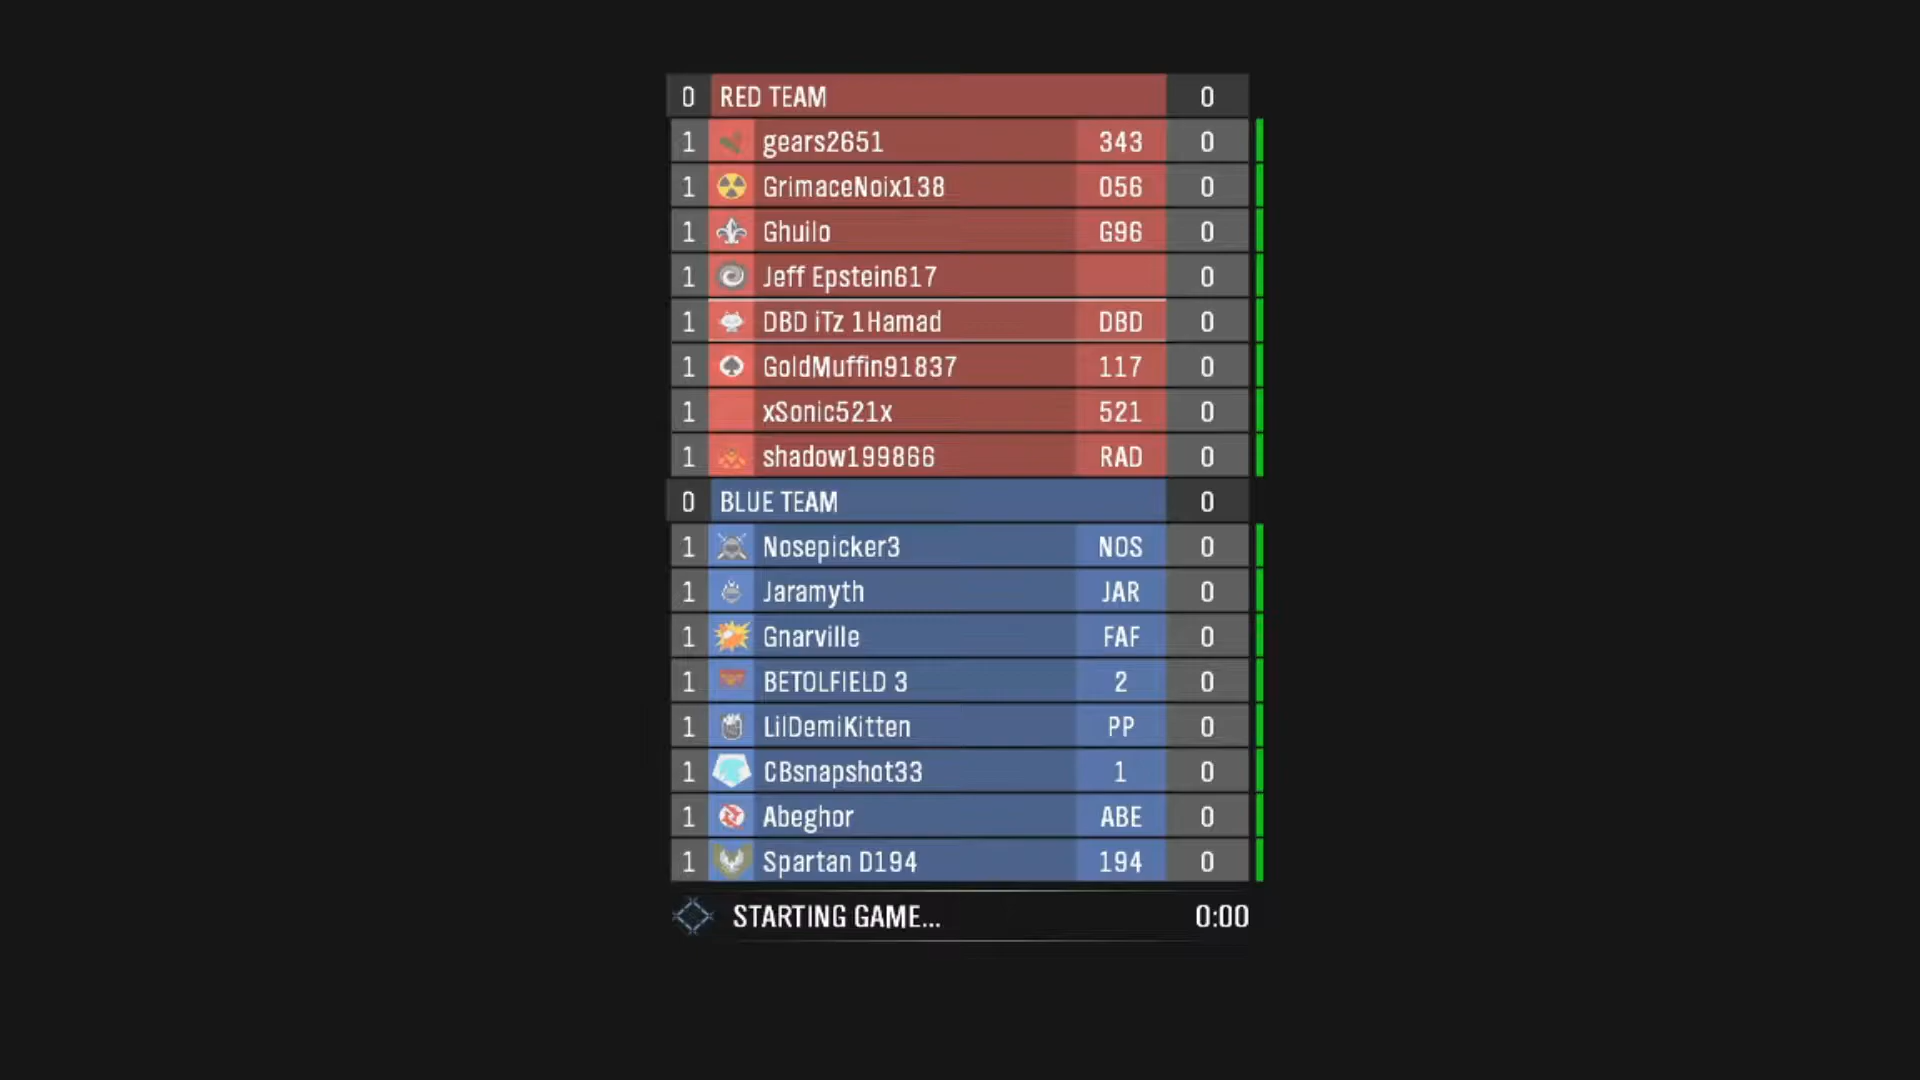 0 RED TEAM 0
1 gears2651 343 0
1 GrimaceNoix138 056 0
1 Ghuilo G96 0
1 Jeff Epstein617 0
1 DBD iTz 1Hamad DBD 0
1 GoldMuffin91837 117 0
1 xSonic521x 521 0
1 shadow199866 RAD 0
0 BLUE TEAM 0
1 Nosepicker3 NOS 0
1 Jaramyth JAR 0
1 Gnarville FAF 0
1 BETOLFIELD 3 2 0
1 LilDemiKitten PP 0
1 CBsnapshot33 1 0
1 Abeghor ABE 0
1 Spartan D194 194 0
STARTING GAME... 0:00